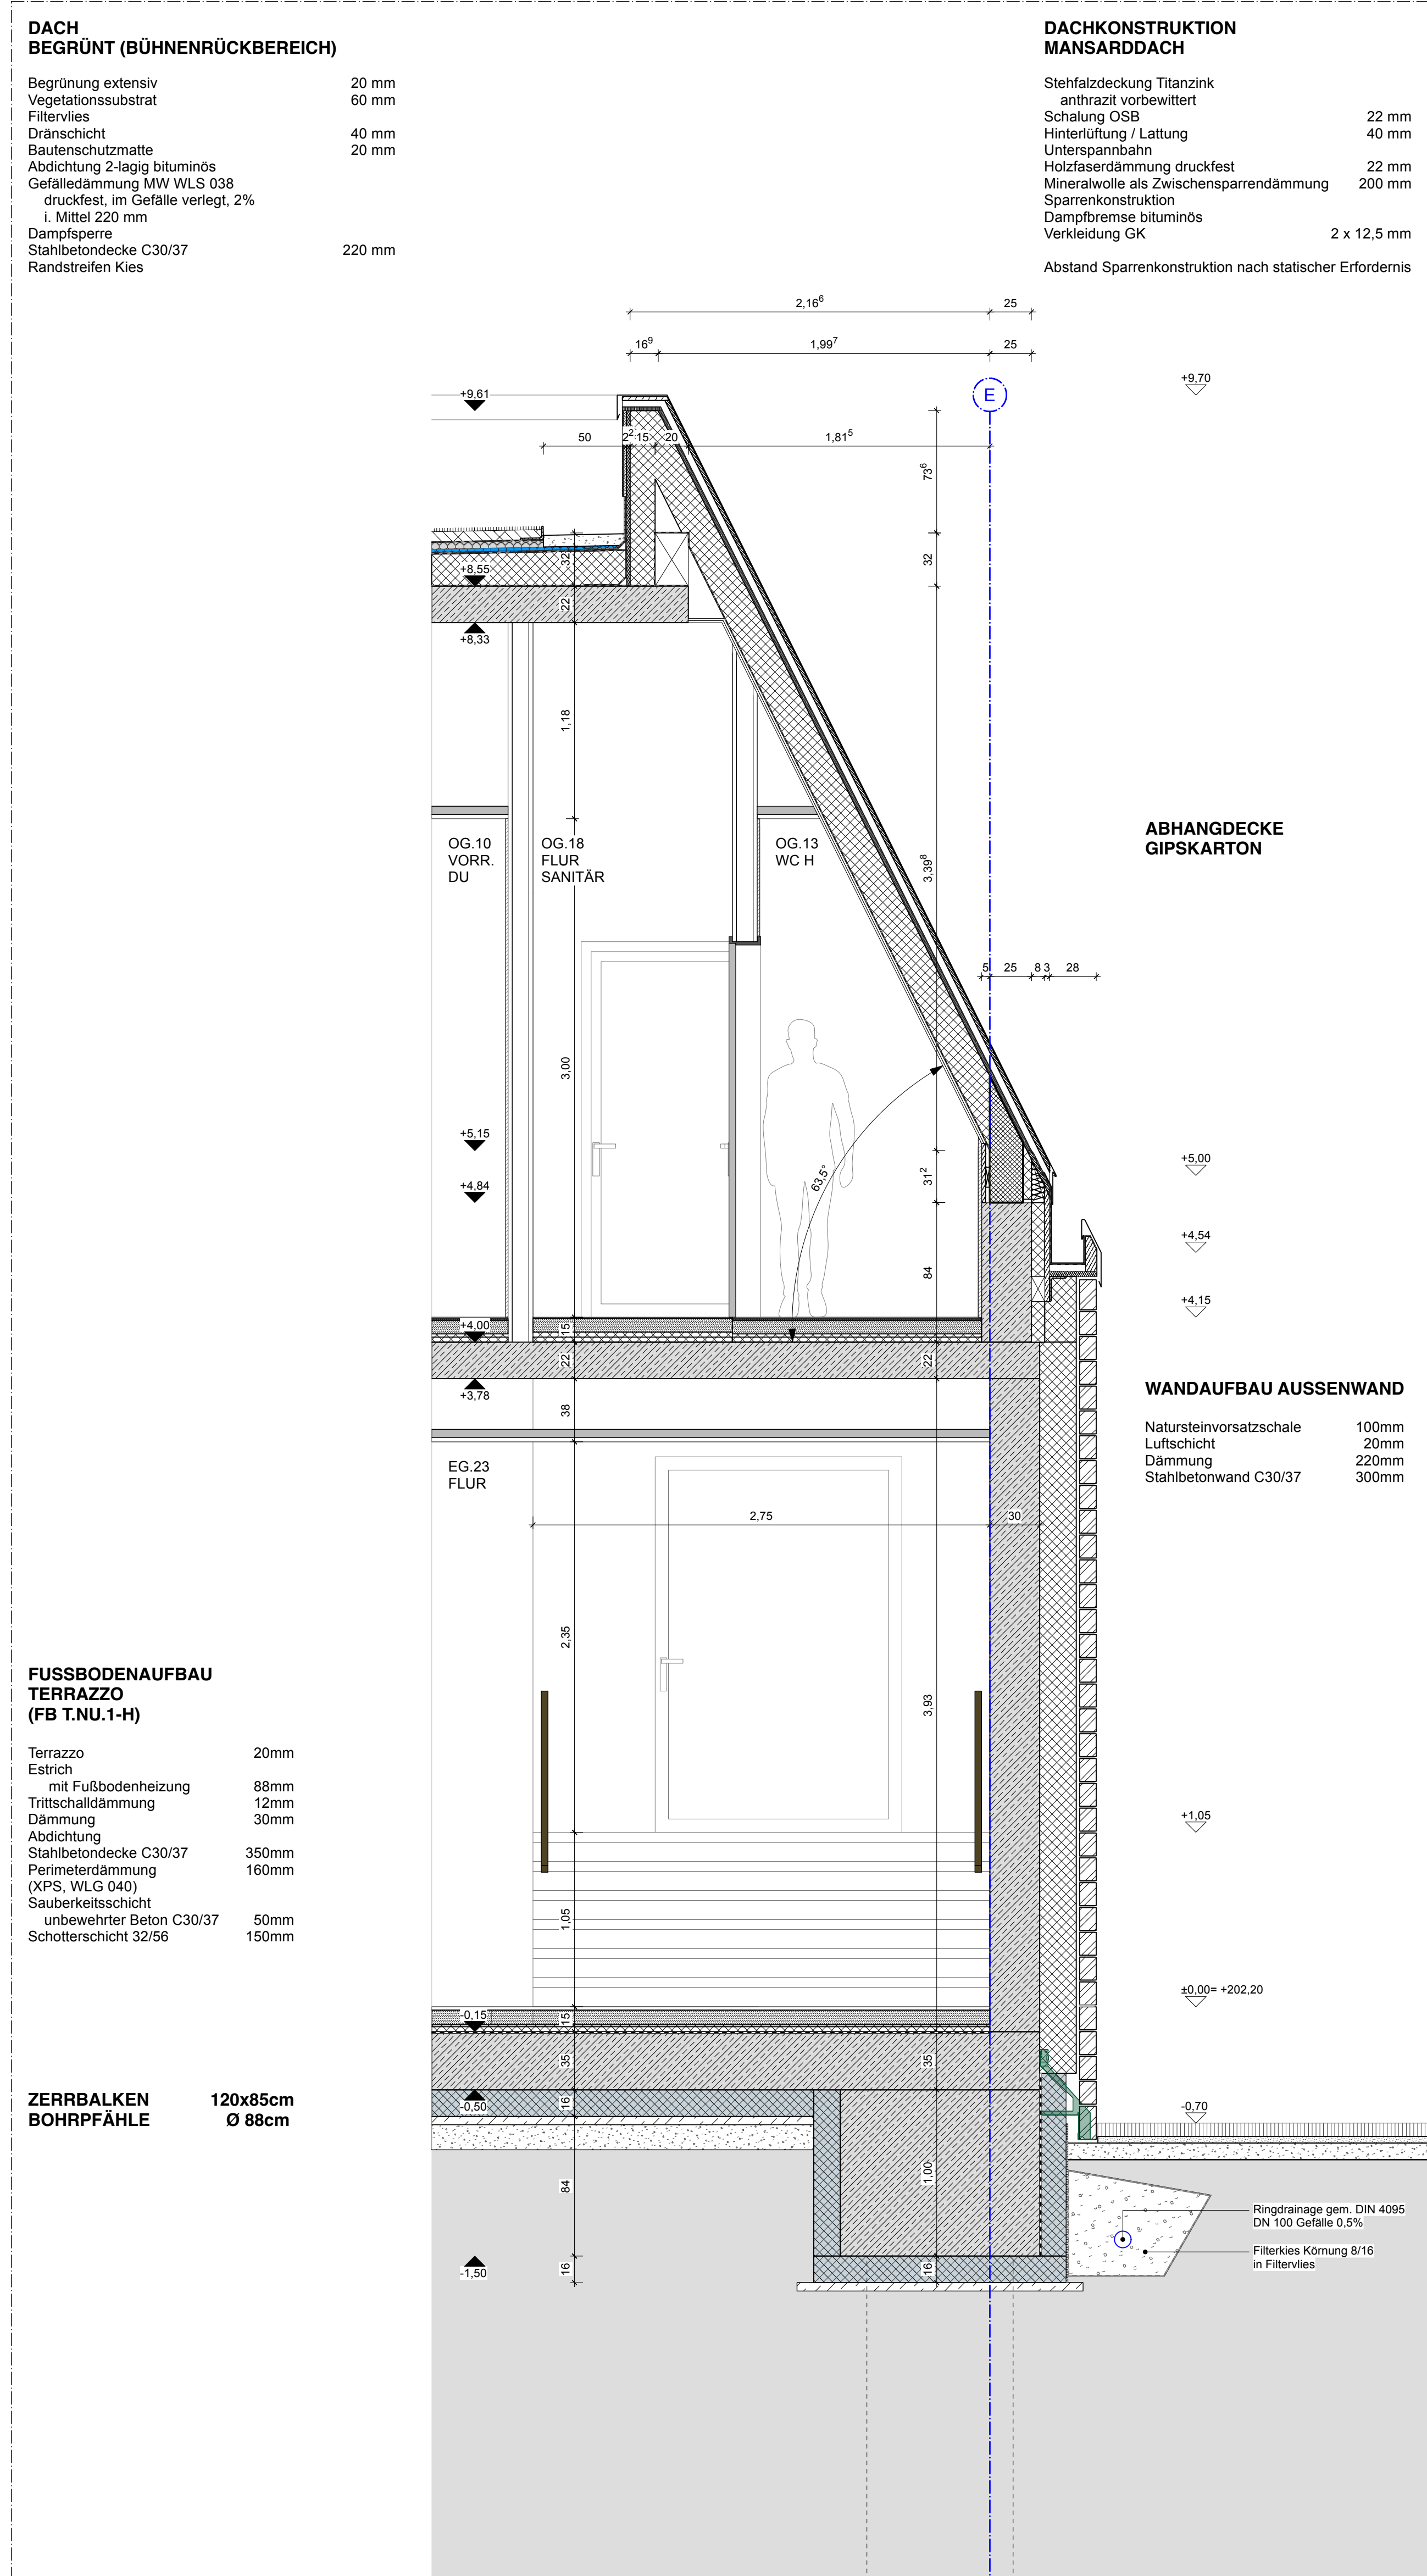 DACH
BEGRÜNT (BÜHNENRÜCKBEREICH)
Begrünung extensiv 20 mm
Vegetationssubstrat 60 mm
Filtervlies
Dränschicht 40 mm
Bautenschutzmatte 20 mm
Abdichtung 2-lagig bituminös
Gefälledämmung MW WLS 038
druckfest, im Gefälle verlegt, 2%
i. Mittel 220 mm
Dampfsperre
Stahlbetondecke C30/37 220 mm
Randstreifen Kies
DACHKONSTRUKTION
MANSARDDACH
Stehfalzdeckung Titanzink
anthrazit vorbewittert
Schalung OSB 22 mm
Hinterlüftung / Lattung 40 mm
Unterspannbahn
Holzfaserdämmung druckfest 22 mm
Mineralwolle als Zwischensparrendämmung 200 mm
Sparrenkonstruktion
Dampfbremse bituminös
Verkleidung GK 2 x 12,5 mm
Abstand Sparrenkonstruktion nach statischer Erfordernis
2,16⁶ 25
16⁹ 1,99⁷ 25
+9,70
+9,61
E
50 2² 15 20 1,81⁵
73⁶
32
32
+8,55
22
+8,33
1,18
OG.10
VORR.
DU
OG.18
FLUR
SANITÄR
OG.13
WC H
3,39⁸
ABHANGDECKE
GIPSKARTON
5 25 8 3 28
3,00
63,5°
+5,15
+4,84
31²
+5,00
+4,54
84
+4,15
+4,00
15
22
22
+3,78
38
WANDAUFBAU AUSSENWAND
Natursteinvorsatzschale 100mm
Luftschicht 20mm
Dämmung 220mm
Stahlbetonwand C30/37 300mm
EG.23
FLUR
2,75 30
2,35
3,93
FUSSBODENAUFBAU
TERRAZZO
(FB T.NU.1-H)
Terrazzo 20mm
Estrich
mit Fußbodenheizung 88mm
Trittschalldämmung 12mm
Dämmung 30mm
Abdichtung
Stahlbetondecke C30/37 350mm
Perimeterdämmung 160mm
(XPS, WLG 040)
Sauberkeitsschicht
unbewehrter Beton C30/37 50mm
Schotterschicht 32/56 150mm
+1,05
1,05
±0,00= +202,20
-0,15
15
35
35
ZERRBALKEN 120x85cm
BOHRPFÄHLE Ø 88cm
-0,50
16
-0,70
84
1,00
Ringdrainage gem. DIN 4095
DN 100 Gefälle 0,5%
Filterkies Körnung 8/16
in Filtervlies
-1,50
16
16